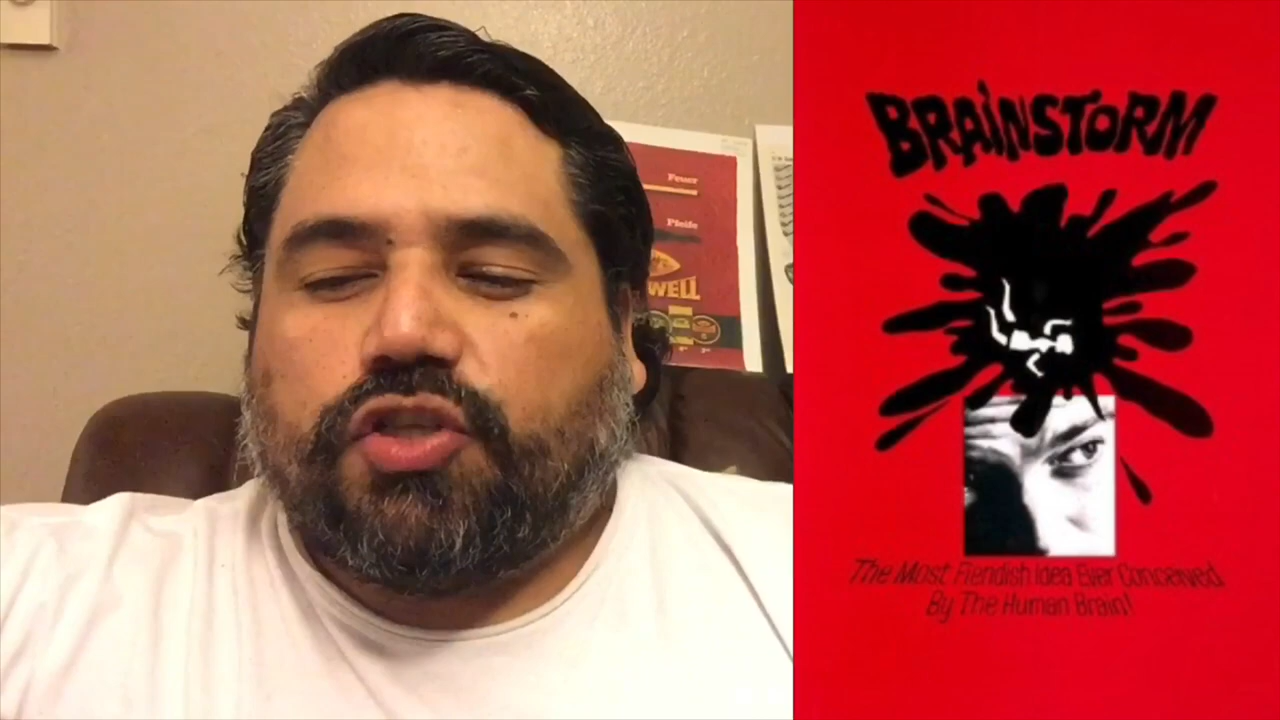 Feuer
Pfeife
WELL
BRAiNSTORM
The Most Fiendish Idea Ever Conceived
By The Human Brain!